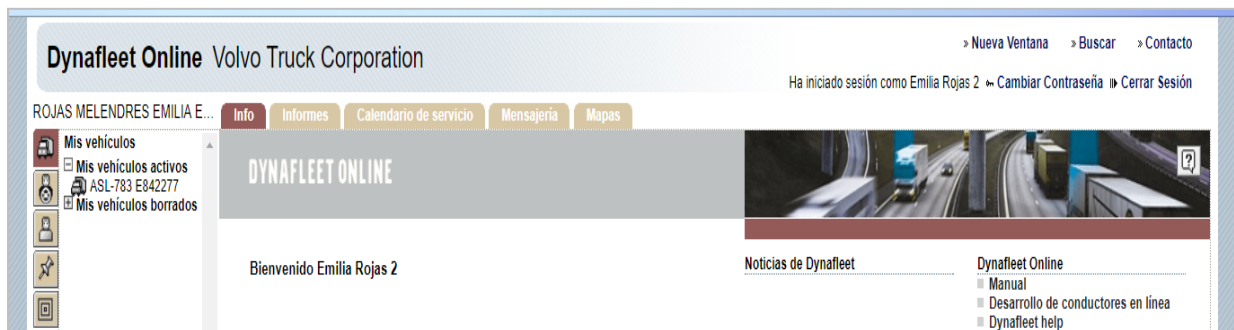 Dynafleet Online Volvo Truck Corporation
» Nueva Ventana » Buscar » Contacto
Ha iniciado sesión como Emilia Rojas 2 Cambiar Contraseña Cerrar Sesión
ROJAS MELENDRES EMILIA E...
Info Informes Calendario de servicio Mensajería Mapas
Mis vehículos
Mis vehículos activos
ASL-783 E842277
Mis vehículos borrados
DYNAFLEET ONLINE
?
Bienvenido Emilia Rojas 2
Noticias de Dynafleet
Dynafleet Online
Manual
Desarrollo de conductores en línea
Dynafleet help